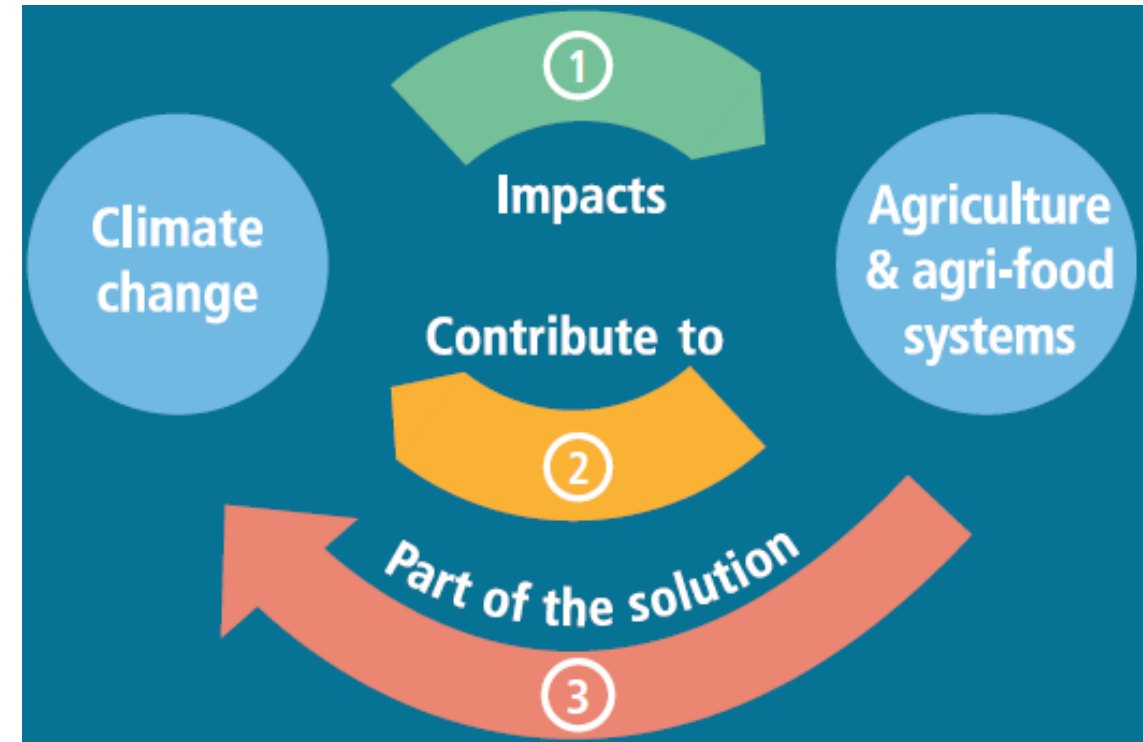 1
Impacts
Climate
change
Agriculture
& agri-food
systems
Contribute to
2
Part of the solution
3